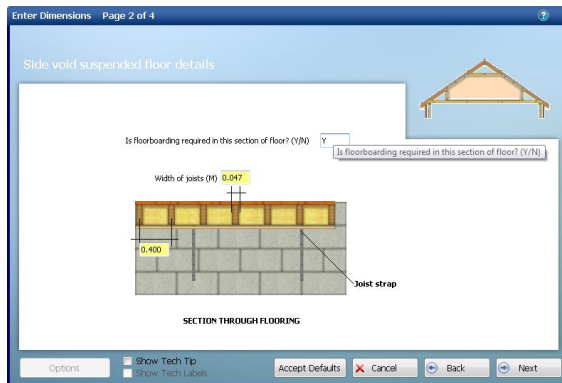 Enter Dimensions Page 2 of 4
?
Side void suspended floor details
Is floorboarding required in this section of floor? (Y/N) Y
Is floorboarding required in this section of floor? (Y/N)
Width of joists (M) 0.047
0.400
Joist strap
SECTION THROUGH FLOORING
Options
Show Tech Tip
Show Tech Labels
Accept Defaults
Cancel
Back
Next